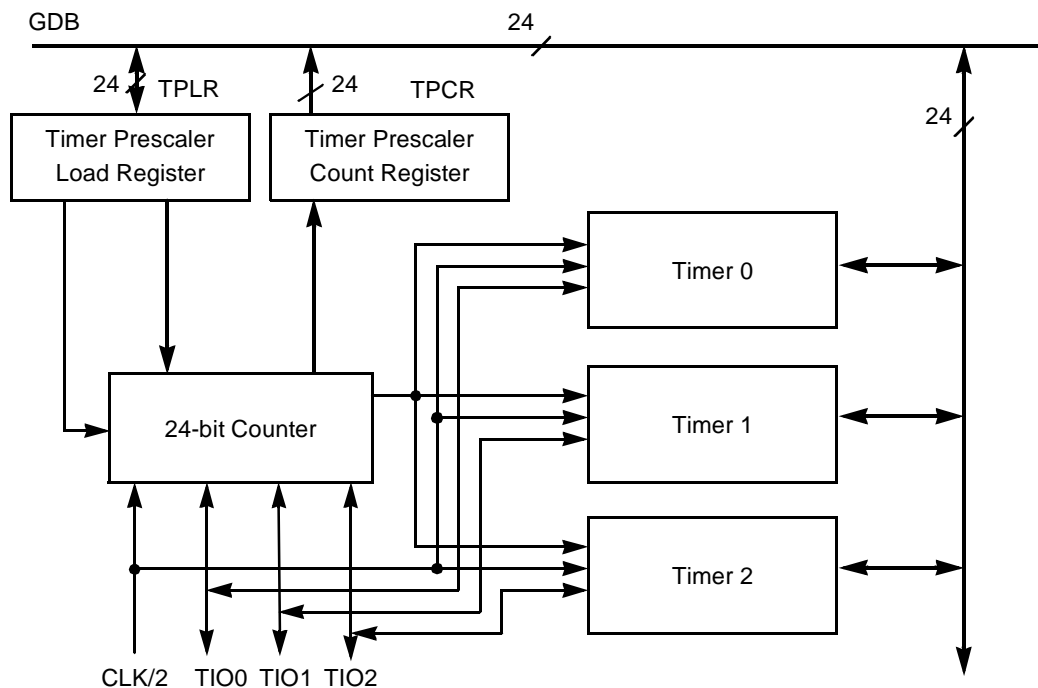 GDB
24
24
TPLR
24
TPCR
24
Timer Prescaler
Load Register
Timer Prescaler
Count Register
Timer 0
24-bit Counter
Timer 1
Timer 2
CLK/2
TIO0
TIO1
TIO2